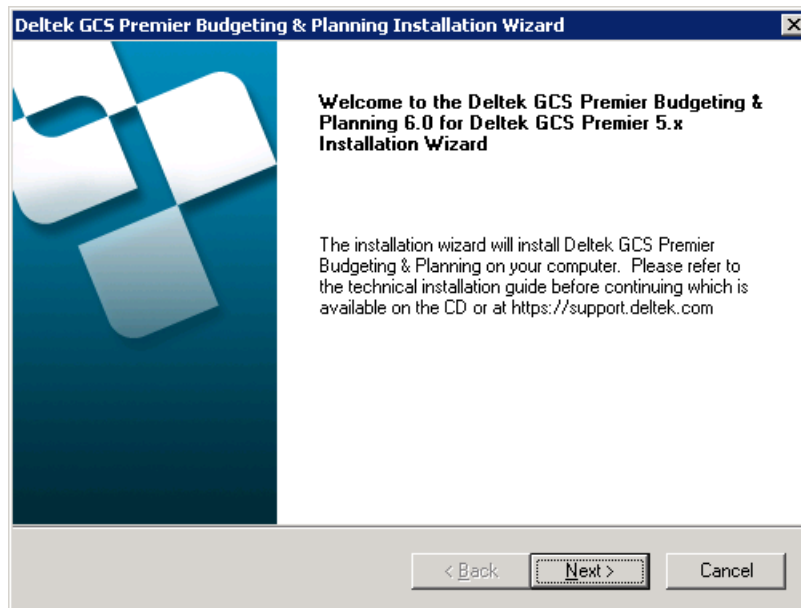 Deltek GCS Premier Budgeting & Planning Installation Wizard
Welcome to the Deltek GCS Premier Budgeting &
Planning 6.0 for Deltek GCS Premier 5.x
Installation Wizard
The installation wizard will install Deltek GCS Premier
Budgeting & Planning on your computer.  Please refer to
the technical installation guide before continuing which is
available on the CD or at https://support.deltek.com
< Back Next > Cancel